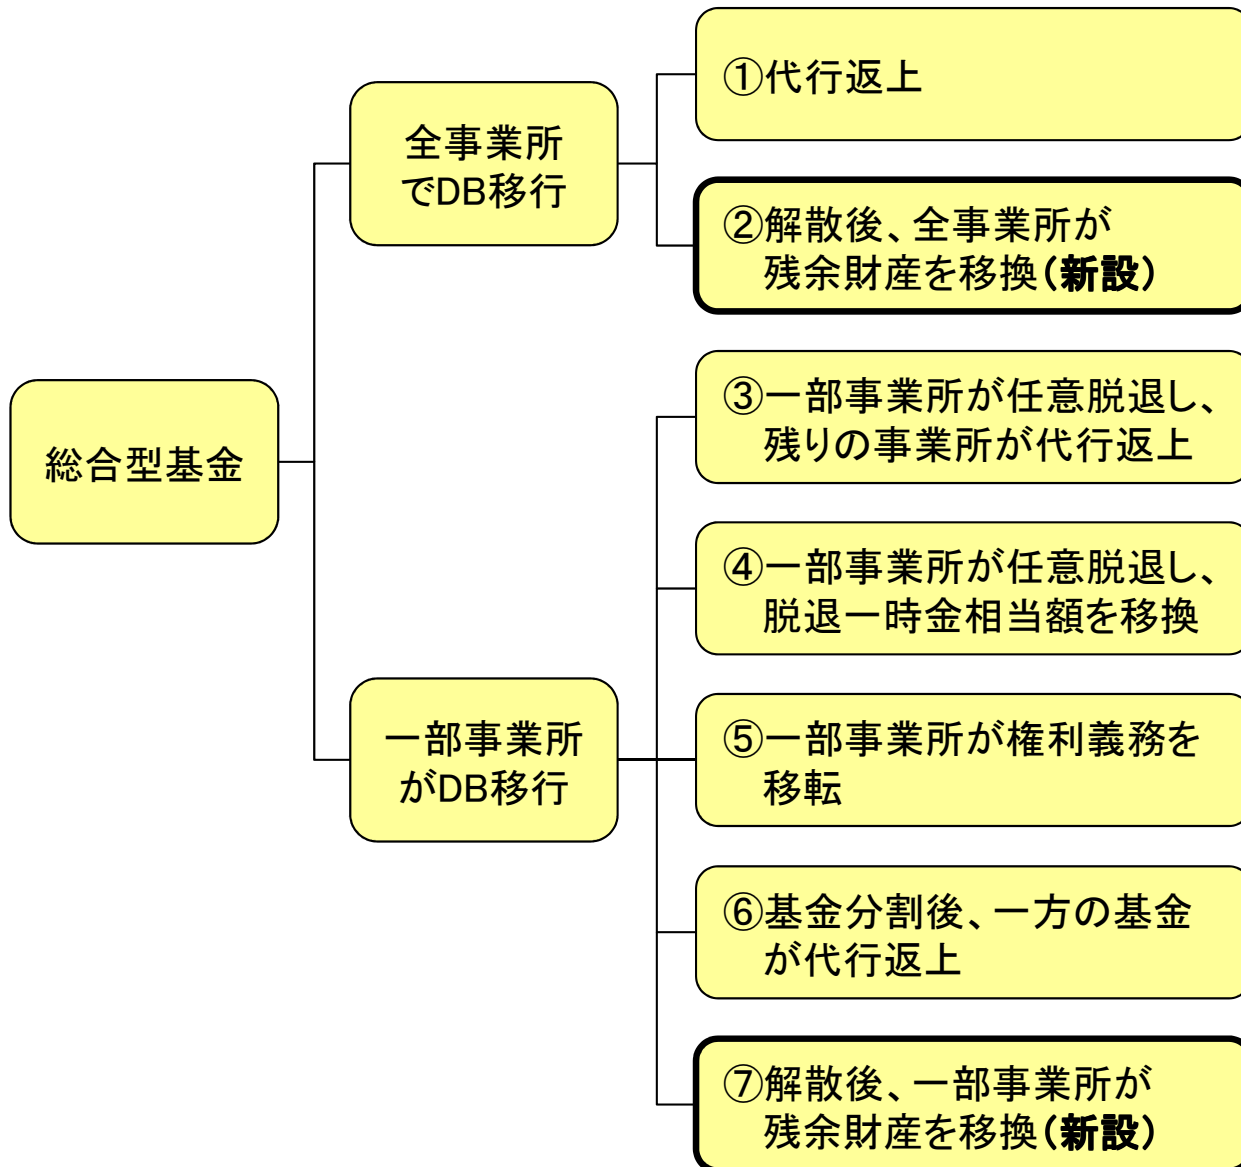 総合型基金
全事業所
でDB移行
①代行返上
②解散後、全事業所が
残余財産を移換(新設)
一部事業所
がDB移行
③一部事業所が任意脱退し、
残りの事業所が代行返上
④一部事業所が任意脱退し、
脱退一時金相当額を移換
⑤一部事業所が権利義務を
移転
⑥基金分割後、一方の基金
が代行返上
⑦解散後、一部事業所が
残余財産を移換(新設)